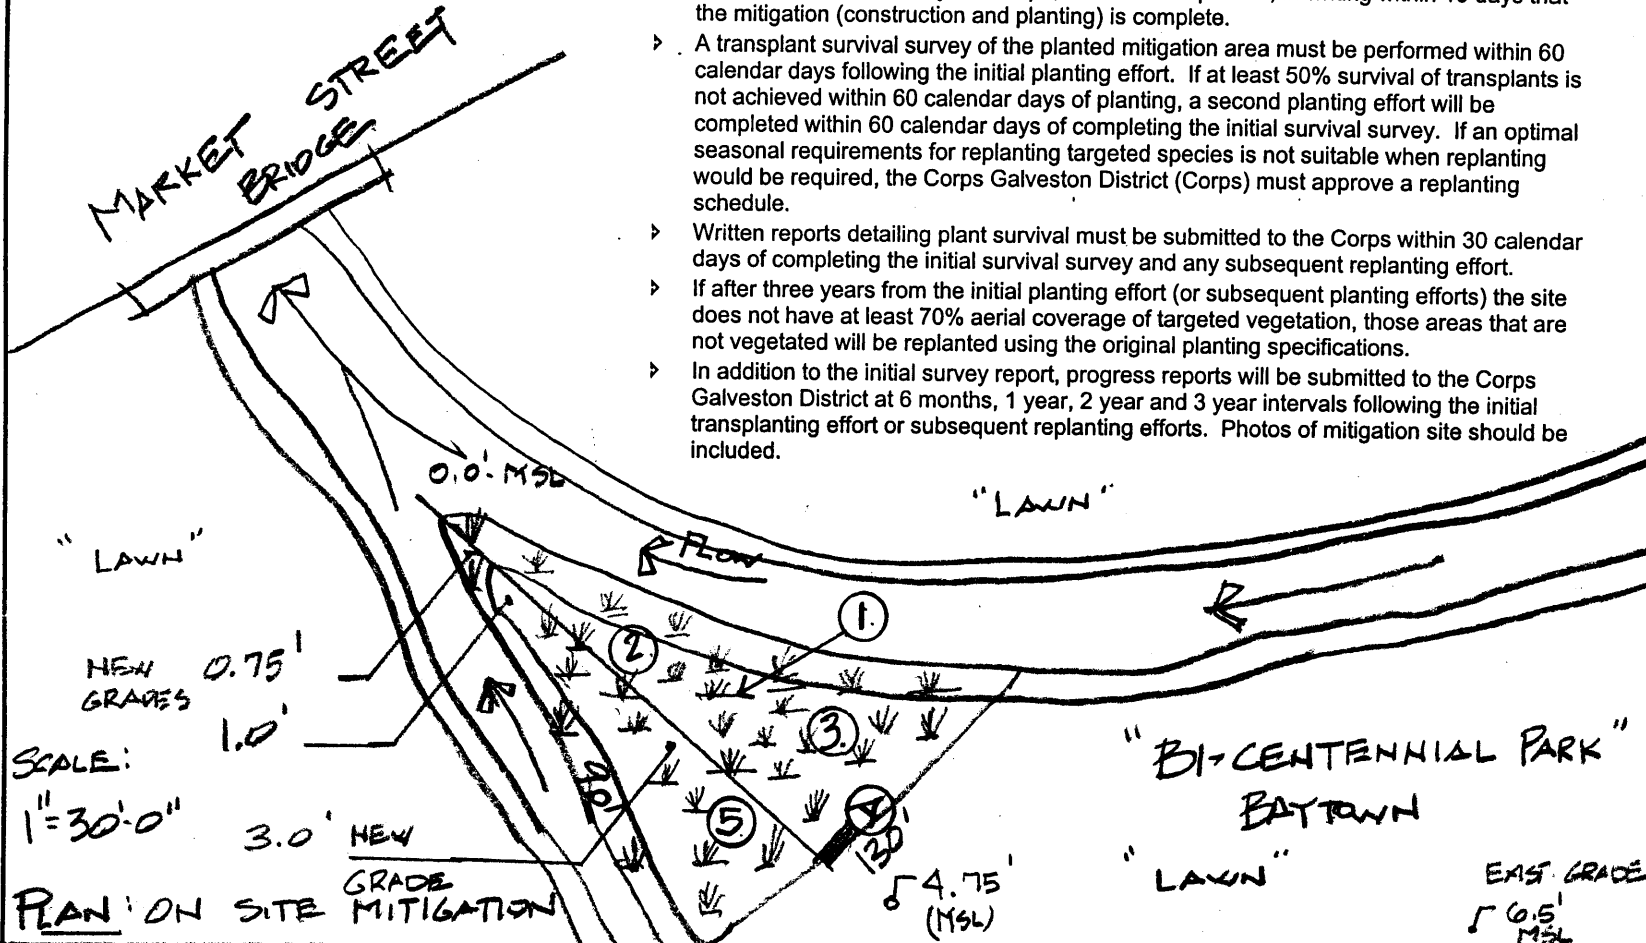 the mitigation (construction and planting) is complete.
A transplant survival survey of the planted mitigation area must be performed within 60
calendar days following the initial planting effort. If at least 50% survival of transplants is
not achieved within 60 calendar days of planting, a second planting effort will be
completed within 60 calendar days of completing the initial survival survey. If an optimal
seasonal requirements for replanting targeted species is not suitable when replanting
would be required, the Corps Galveston District (Corps) must approve a replanting
schedule.
Written reports detailing plant survival must be submitted to the Corps within 30 calendar
days of completing the initial survival survey and any subsequent replanting effort.
If after three years from the initial planting effort (or subsequent planting efforts) the site
does not have at least 70% aerial coverage of targeted vegetation, those areas that are
not vegetated will be replanted using the original planting specifications.
In addition to the initial survey report, progress reports will be submitted to the Corps
Galveston District at 6 months, 1 year, 2 year and 3 year intervals following the initial
transplanting effort or subsequent replanting efforts. Photos of mitigation site should be
included.
MARKET STREET
BRIDGE
0.0' MSL
"LAWN"
"LAWN"
FLOW
1.
2
3.
5.
NEW 0.75'
GRADES
1.0'
SCALE:
1"=30'-0"
90'
130'
3.0' NEW
GRADE
4.75'
(MSL)
"BI-CENTENNIAL PARK"
BAYTOWN
"LAWN"
EXIST. GRADE
6.5'
MSL
PLAN: ON SITE MITIGATION